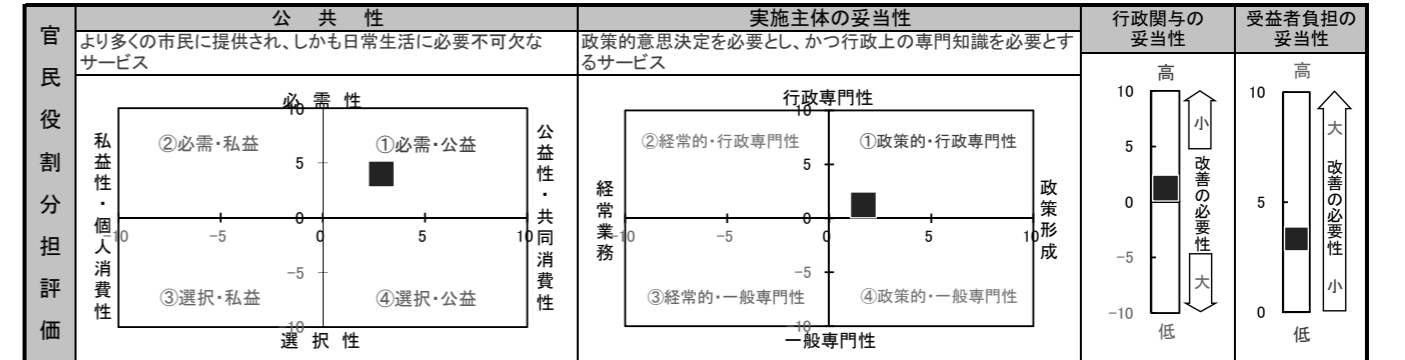 官民役割分担評価
公共性
より多くの市民に提供され、しかも日常生活に必要不可欠な
サービス
必需性
私益性・個人消費性
公益性・共同消費性
②必需・私益
①必需・公益
③選択・私益
④選択・公益
10
5
0
-5
-10
-10
-5
0
5
10
選択性
実施主体の妥当性
政策的意思決定を必要とし、かつ行政上の専門知識を必要とす
るサービス
行政専門性
経常業務
政策形成
②経常的・行政専門性
①政策的・行政専門性
③経常的・一般専門性
④政策的・一般専門性
10
5
0
-5
-10
-10
-5
0
5
10
一般専門性
行政関与の
妥当性
高
10
5
0
-5
-10
低
小
改善の必要性
大
受益者負担の
妥当性
高
10
5
0
低
大
改善の必要性
小